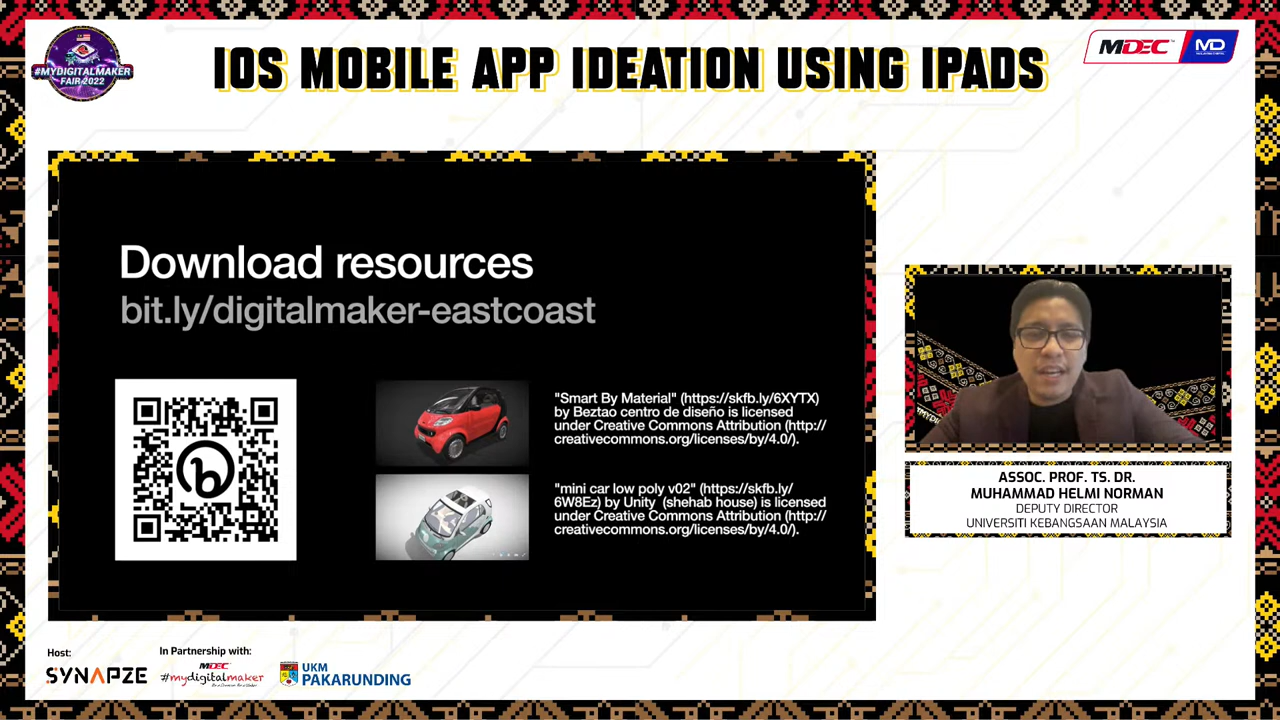 #MYDIGITALMAKER
FAIR 2022
IOS MOBILE APP IDEATION USING IPADS
MDEC
MD
Download resources
bit.ly/digitalmaker-eastcoast
"Smart By Material" (https://skfb.ly/6XYTX)
by Beztao centro de diseño is licensed
under Creative Commons Attribution (http://
creativecommons.org/licenses/by/4.0/).
"mini car low poly v02" (https://skfb.ly/
6W8Ez) by Unity (shehab house) is licensed
under Creative Commons Attribution (http://
creativecommons.org/licenses/by/4.0/).
ASSOC. PROF. TS. DR.
MUHAMMAD HELMI NORMAN
DEPUTY DIRECTOR
UNIVERSITI KEBANGSAAN MALAYSIA
Host:
SYNAPZE
In Partnership with:
MDEC
#mydigitalmaker
UKM
PAKARUNDING